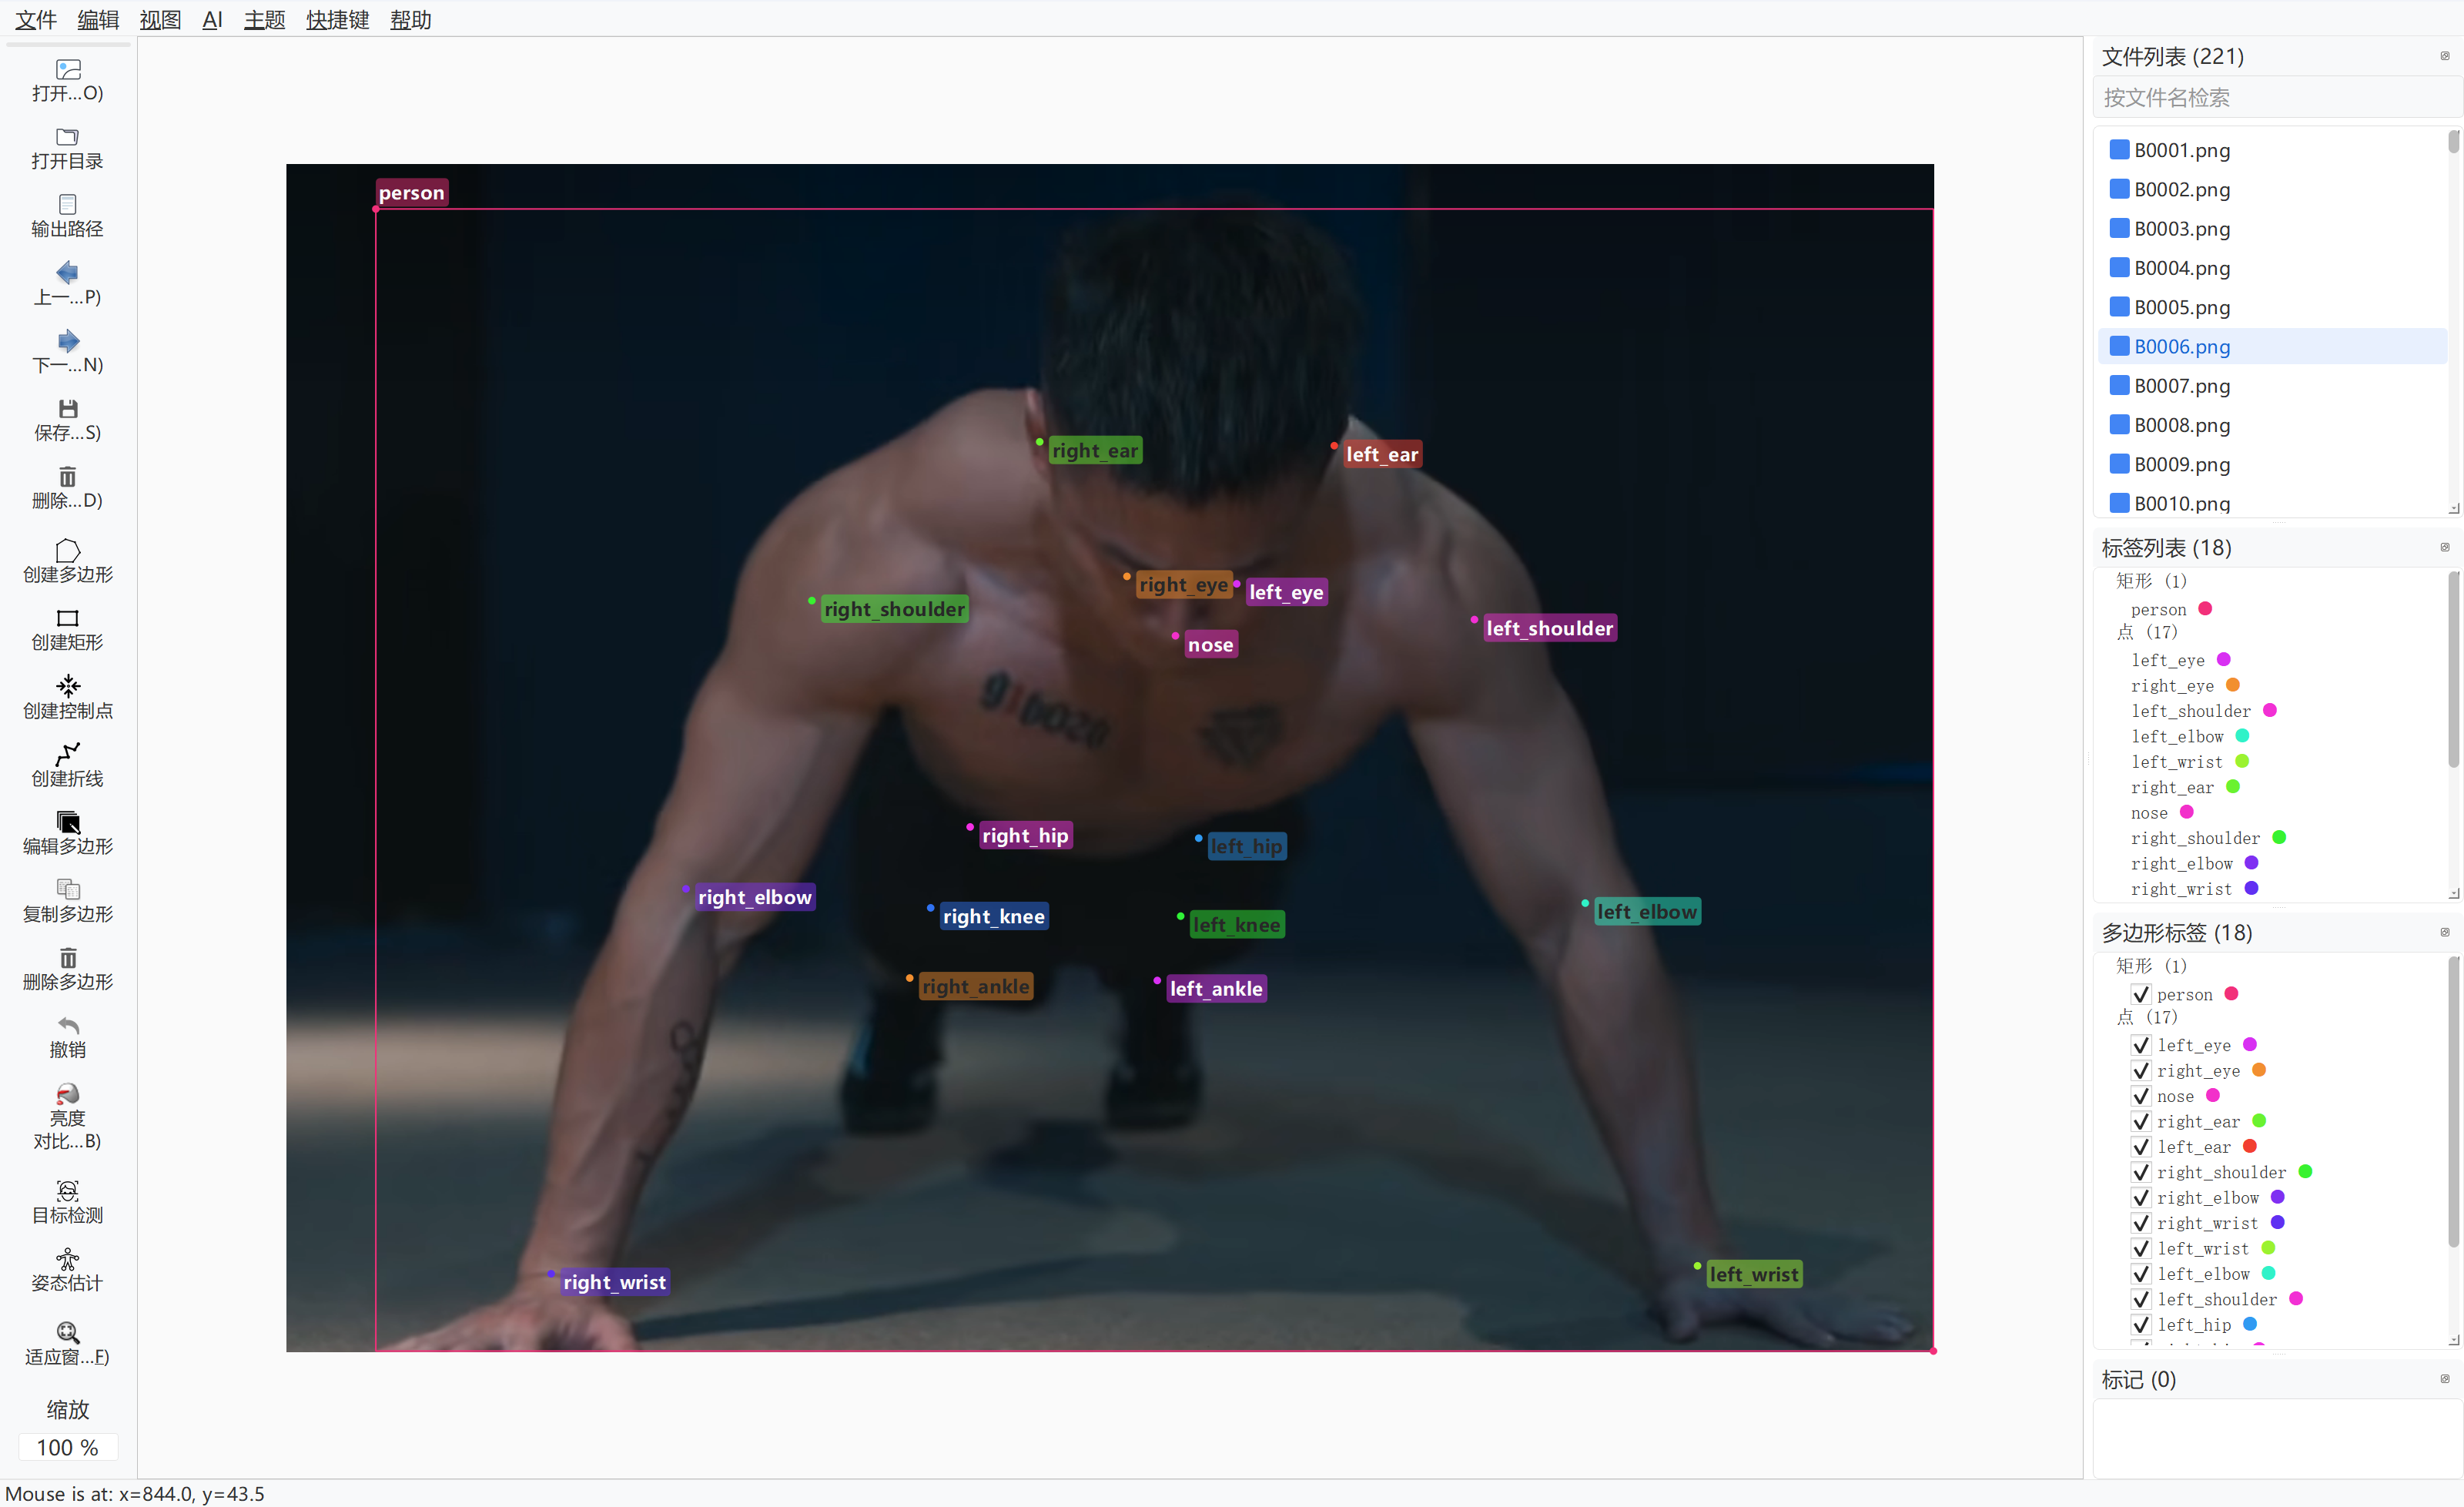 文件 编辑 视图 AI 主题 快捷键 帮助
打开...O)
打开目录
输出路径
上一...P)
下一...N)
保存...S)
删除...D)
创建多边形
创建矩形
创建控制点
创建折线
编辑多边形
复制多边形
删除多边形
撤销
亮度
对比...B)
目标检测
姿态估计
适应窗...F)
缩放
100 %
person
right_ear
left_ear
right_eye
left_eye
right_shoulder
left_shoulder
nose
right_hip
left_hip
right_elbow
right_knee
left_knee
left_elbow
right_ankle
left_ankle
right_wrist
left_wrist
文件列表 (221)
按文件名检索
B0001.png
B0002.png
B0003.png
B0004.png
B0005.png
B0006.png
B0007.png
B0008.png
B0009.png
B0010.png
标签列表 (18)
矩形 (1)
person
点 (17)
left_eye
right_eye
left_shoulder
left_elbow
left_wrist
right_ear
nose
right_shoulder
right_elbow
right_wrist
多边形标签 (18)
矩形 (1)
person
点 (17)
left_eye
right_eye
nose
right_ear
left_ear
right_shoulder
right_elbow
right_wrist
left_wrist
left_elbow
left_shoulder
left_hip
标记 (0)
Mouse is at: x=844.0, y=43.5